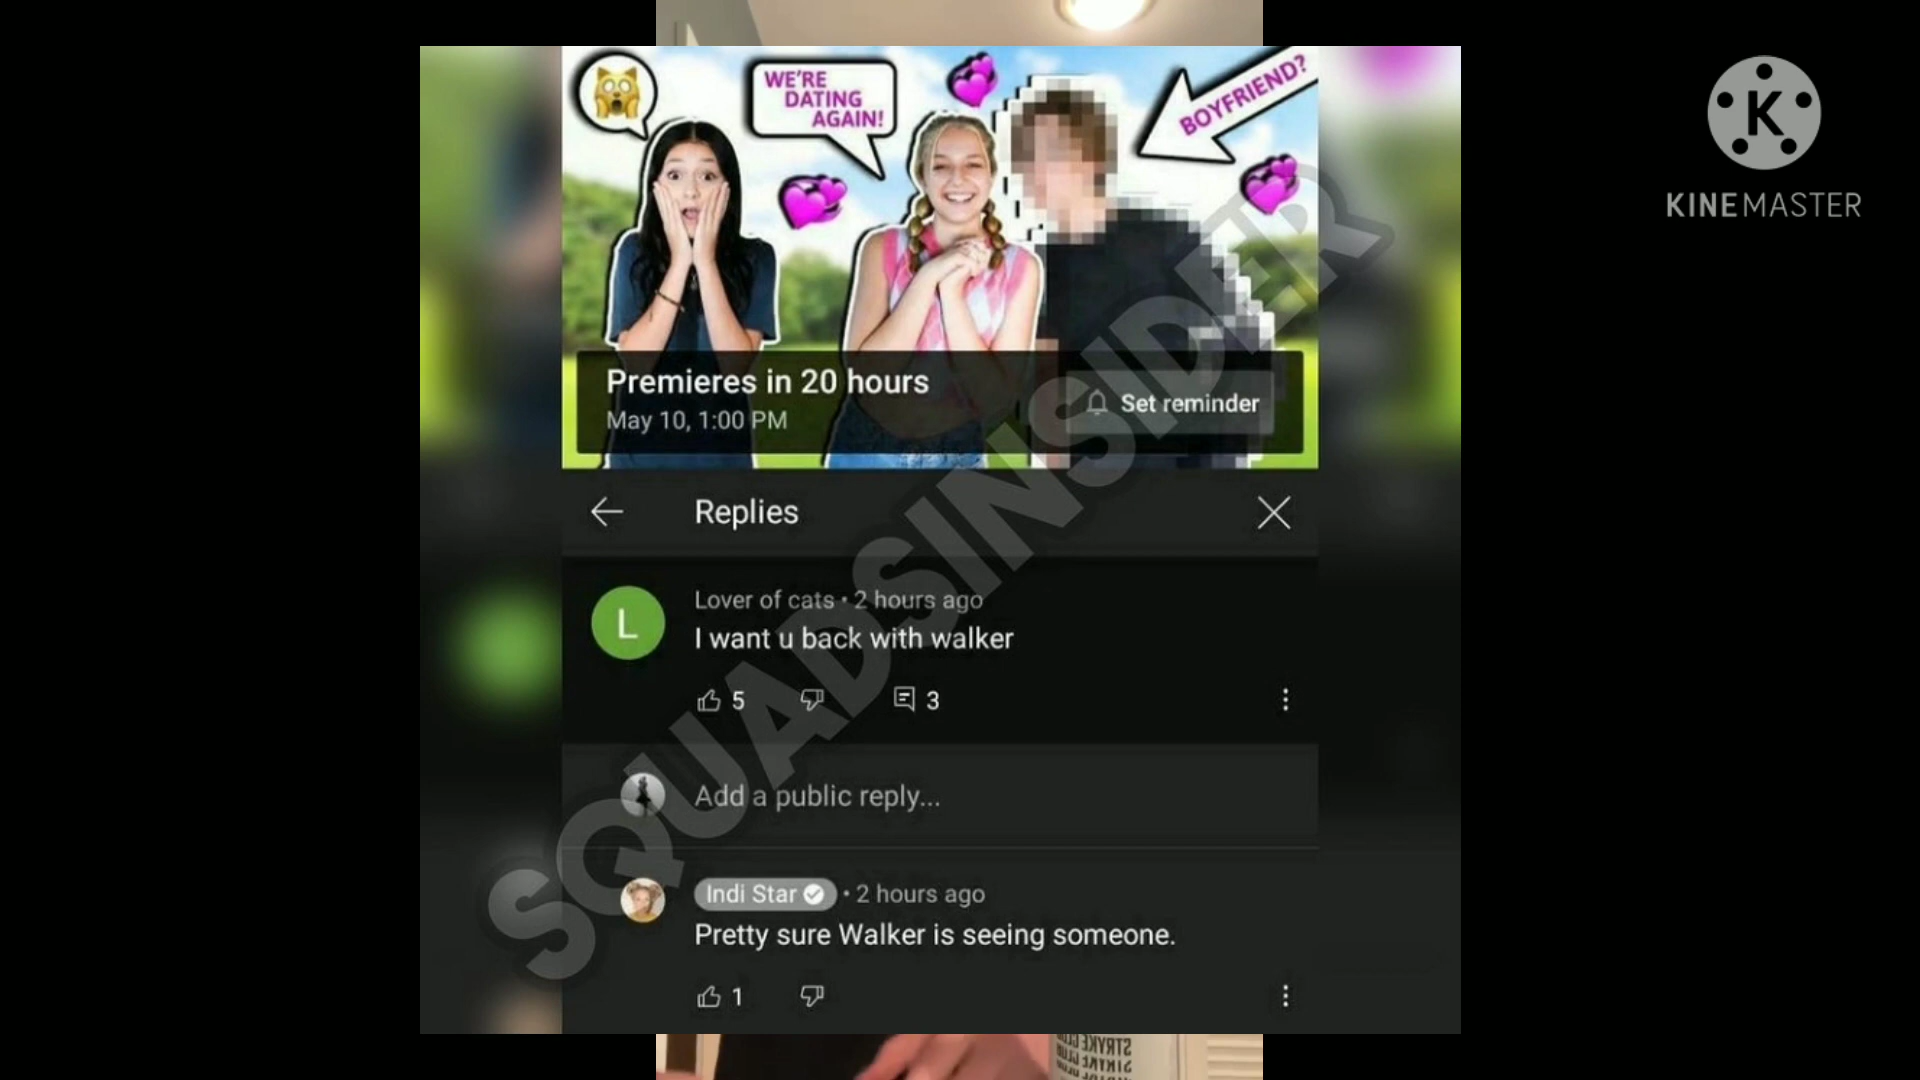 WE'RE
DATING
AGAIN!
BOYFRIEND?
K
KINEMASTER
Premieres in 20 hours
May 10, 1:00 PM
Set reminder
Replies
L
Lover of cats • 2 hours ago
I want u back with walker
5
3
Add a public reply...
Indi Star • 2 hours ago
Pretty sure Walker is seeing someone.
1
SQUADSINSIDER